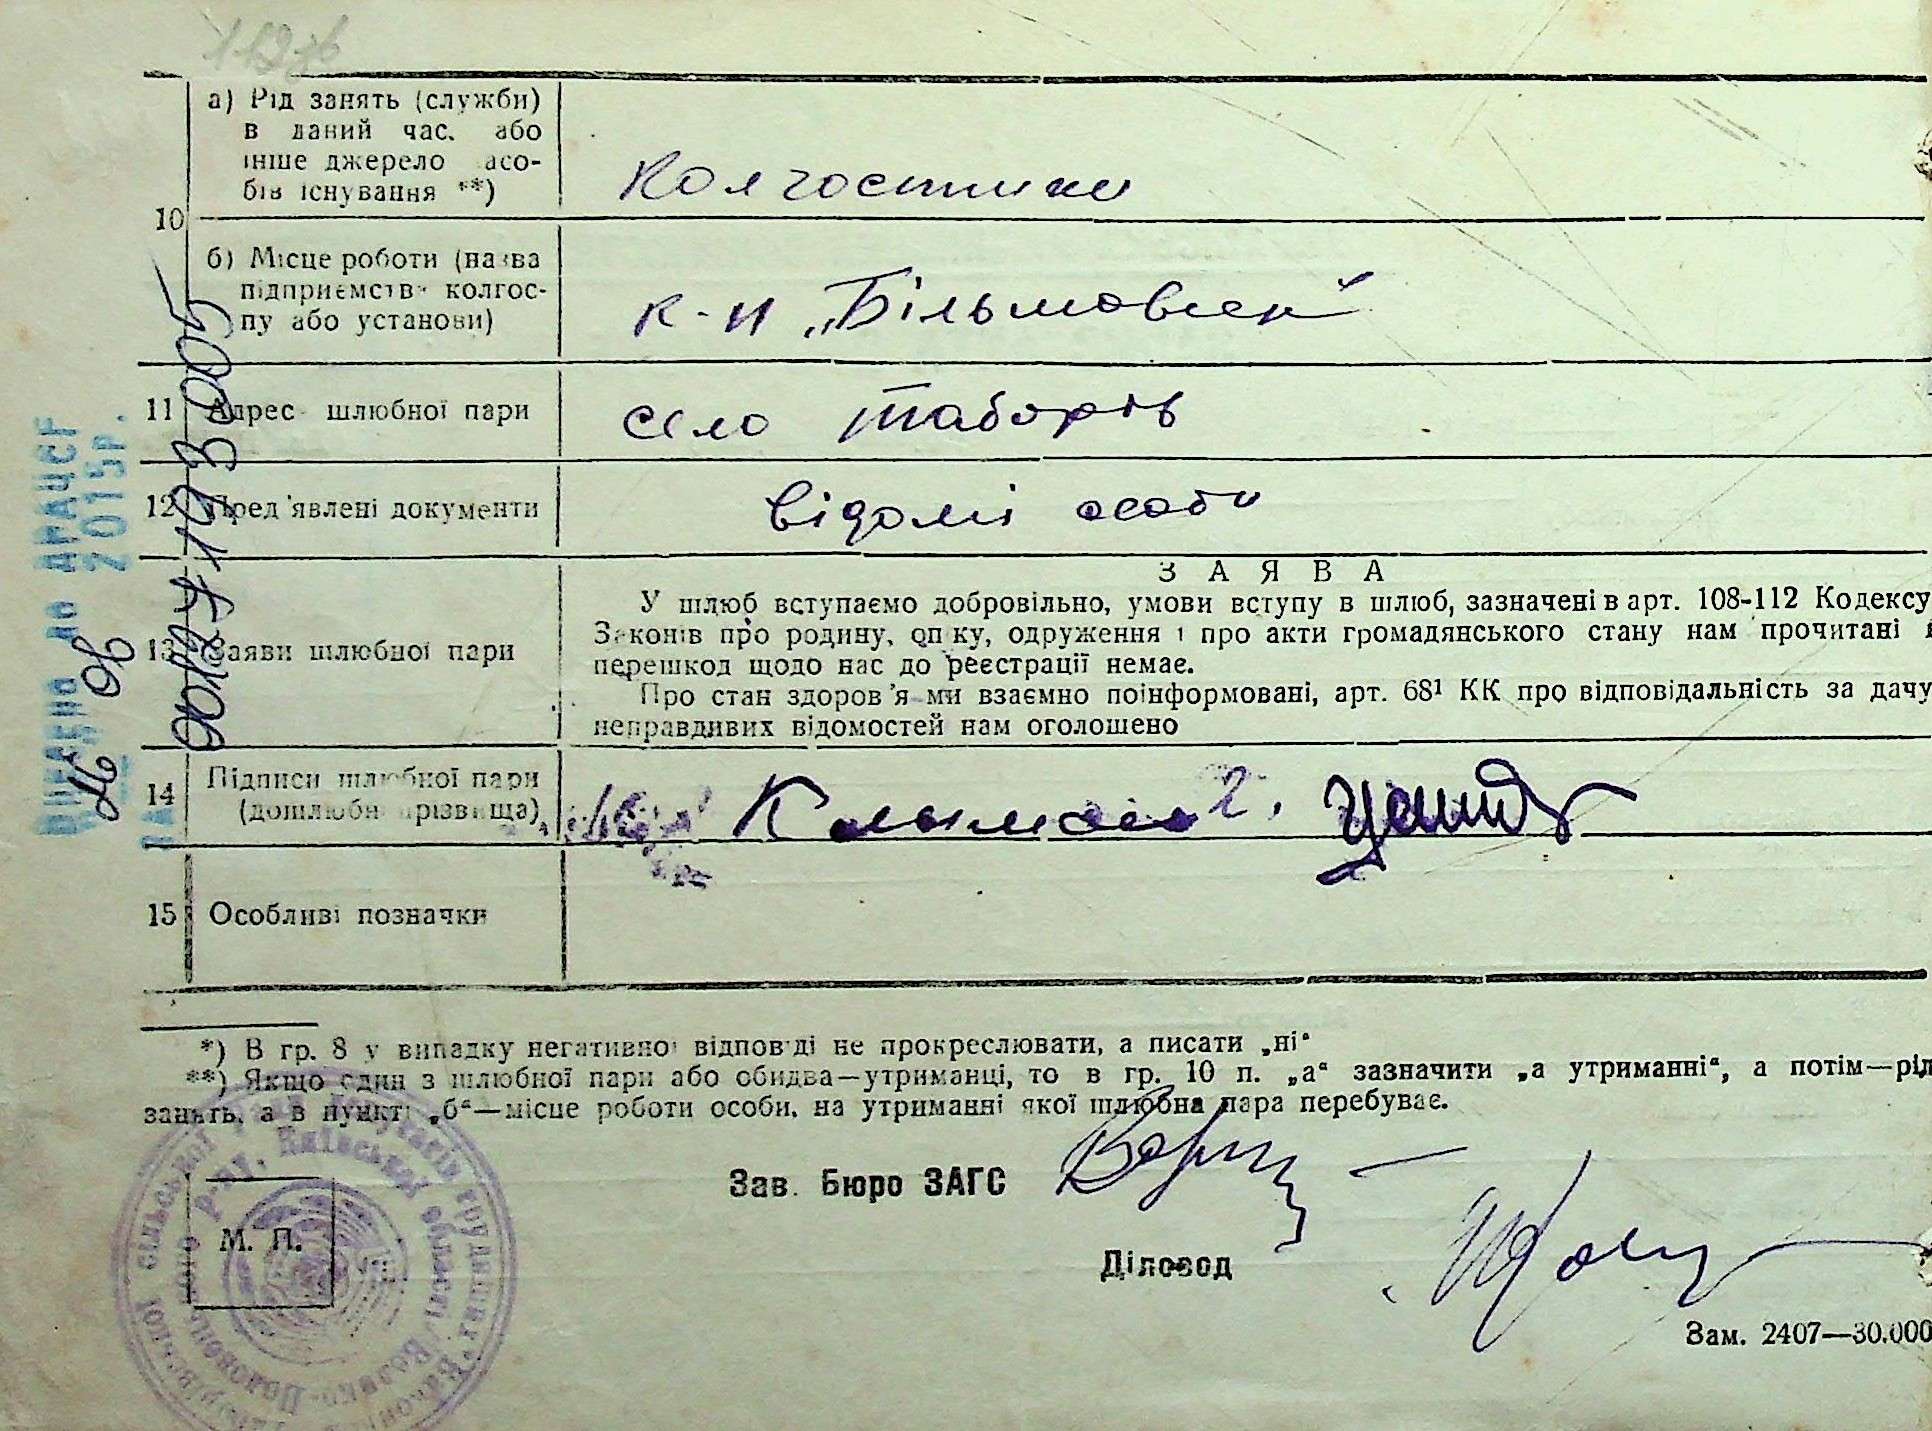 а) Рід занять (служби)
в даний час, або
інше джерело засо-
бів існування **)
Колгоспники
10
б) Місце роботи (назва
підприємств, колгос-
пу або установи)
к-п „Більшовик“
11 Адрес шлюбної пари
село Таборів
12 Пред'явлені документи
відомі особи
13 Заяви шлюбної пари
ЗАЯВА
У шлюб вступаємо добровільно, умови вступу в шлюб, зазначені в арт. 108-112 Кодексу
Законів про родину, опіку, одруження і про акти громадянського стану нам прочитані і
перешкод щодо нас до реєстрації немає.
Про стан здоров'я ми взаємно поінформовані, арт. 68¹ КК про відповідальність за дачу
неправдивих відомостей нам оголошено
14 Підписи шлюбної пари
(дошлюбні прізвища)
15 Особливі позначки
*) В гр. 8 у випадку негативної відповіді не прокреслювати, а писати „ні“
**) Якщо один з шлюбної пари або обидва—утриманці, то в гр. 10 п. „а“ зазначити „а утриманні“, а потім—рід
занять, а в пункті „б“—місце роботи особи, на утриманні якої шлюбна пара перебуває.
Зав. Бюро ЗАГС
М. П.
Діловод
Зам. 2407—30.000
ДРАЦСГ
2015р.